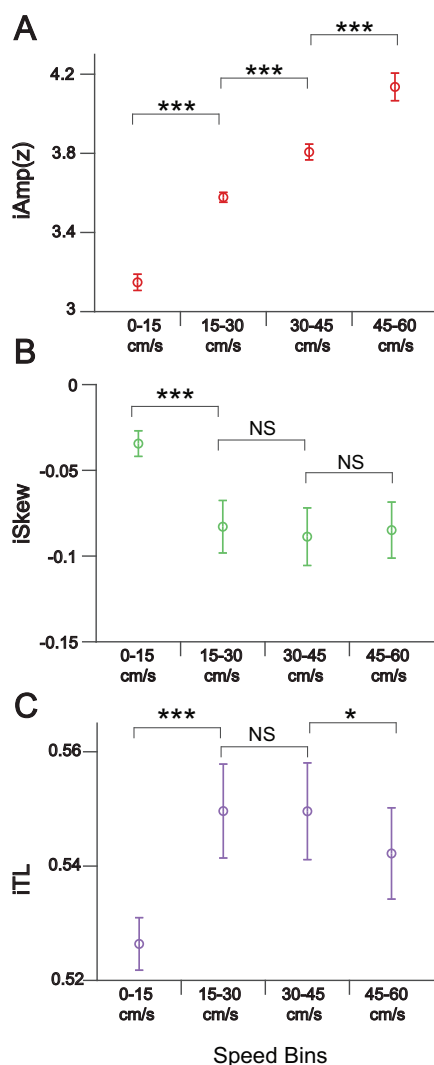 A
***
***
***
4.2
3.8
3.4
3
iAmp(z)
0-15 15-30 30-45 45-60
cm/s cm/s cm/s cm/s
B
0
***
NS
NS
-0.05
-0.1
-0.15
iSkew
0-15 15-30 30-45 45-60
cm/s cm/s cm/s cm/s
C
***
NS
*
0.56
0.54
0.52
iTL
0-15 15-30 30-45 45-60
cm/s cm/s cm/s cm/s
Speed Bins